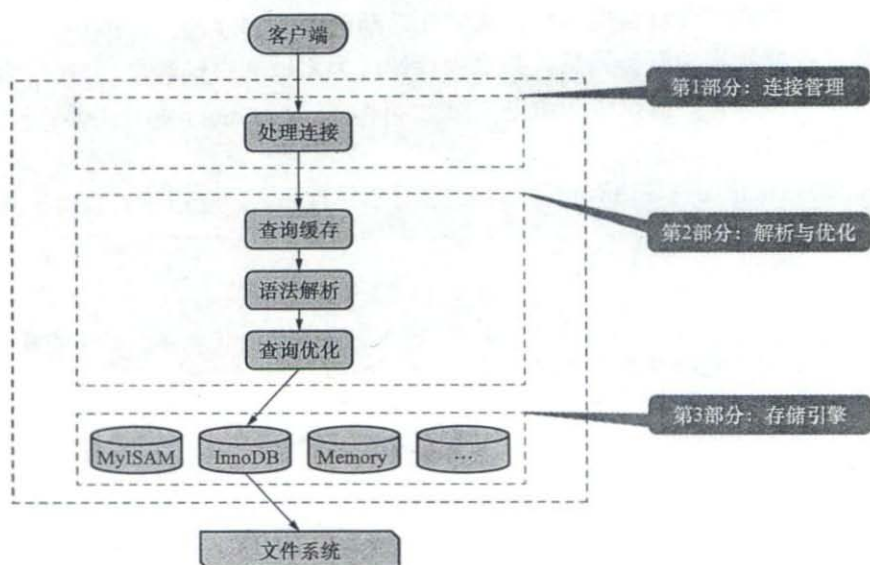 客户端
第1部分：连接管理
处理连接
查询缓存
第2部分：解析与优化
语法解析
查询优化
第3部分：存储引擎
MyISAM
InnoDB
Memory
…
文件系统